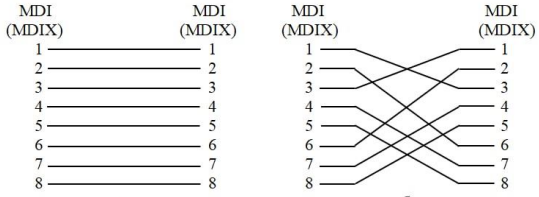 MDI MDI MDI MDI
(MDIX) (MDIX) (MDIX) (MDIX)
1 1 1 1
2 2 2 2
3 3 3 3
4 4 4 4
5 5 5 5
6 6 6 6
7 7 7 7
8 8 8 8